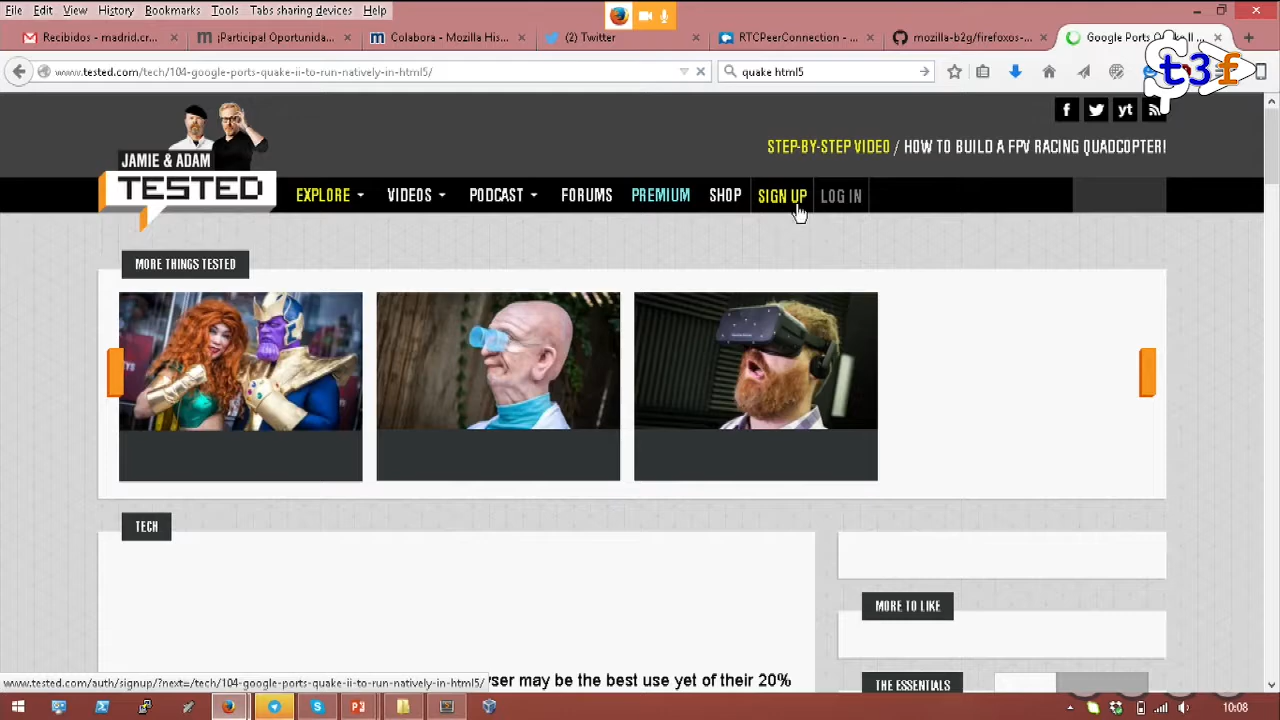 File Edit View History Bookmarks Tools Tabs sharing devices Help
Recibidos - madrid.cr... ¡Participa! Oportunida... Colabora - Mozilla His... (2) Twitter RTCPeerConnection - ... mozilla-b2g/firefoxos-...
www.tested.com/tech/104-google-ports-quake-ii-to-run-natively-in-html5/ quake html5
t3f
JAMIE & ADAM
TESTED
STEP-BY-STEP VIDEO / HOW TO BUILD A FPV RACING QUADCOPTER!
EXPLORE VIDEOS PODCAST FORUMS PREMIUM SHOP SIGN UP LOG IN
MORE THINGS TESTED
TECH
MORE TO LIKE
THE ESSENTIALS
may be the best use yet of their 20%
www.tested.com/auth/signup/?next=/tech/104-google-ports-quake-ii-to-run-natively-in-html5/
10:08